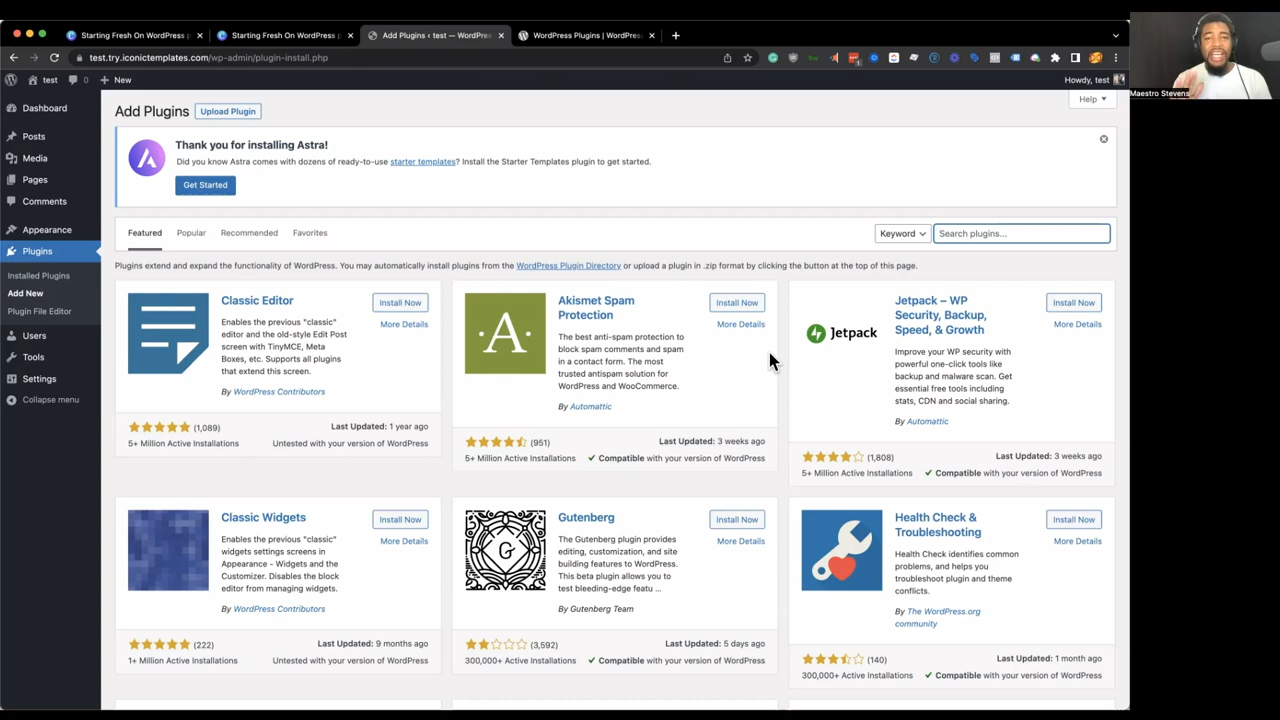 Starting Fresh On WordPress p
Starting Fresh On WordPress p
Add Plugins ‹ test — WordPres
WordPress Plugins | WordPres
test.try.iconictemplates.com/wp-admin/plugin-install.php
test
0
New
Howdy, test
Maestro Stevens
Dashboard
Posts
Media
Pages
Comments
Appearance
Plugins
Installed Plugins
Add New
Plugin File Editor
Users
Tools
Settings
Collapse menu
Add Plugins
Upload Plugin
Help
Thank you for installing Astra!
Did you know Astra comes with dozens of ready-to-use starter templates? Install the Starter Templates plugin to get started.
Get Started
Featured
Popular
Recommended
Favorites
Keyword
Search plugins...
Plugins extend and expand the functionality of WordPress. You may automatically install plugins from the WordPress Plugin Directory or upload a plugin in .zip format by clicking the button at the top of this page.
Classic Editor
Install Now
More Details
Enables the previous "classic"
editor and the old-style Edit Post
screen with TinyMCE, Meta
Boxes, etc. Supports all plugins
that extend this screen.
By WordPress Contributors
(1,089)
Last Updated: 1 year ago
5+ Million Active Installations
Untested with your version of WordPress
A
Akismet Spam
Protection
Install Now
More Details
The best anti-spam protection to
block spam comments and spam
in a contact form. The most
trusted antispam solution for
WordPress and WooCommerce.
By Automattic
(951)
Last Updated: 3 weeks ago
5+ Million Active Installations
Compatible with your version of WordPress
Jetpack
Jetpack – WP
Security, Backup,
Speed, & Growth
Install Now
More Details
Improve your WP security with
powerful one-click tools like
backup and malware scan. Get
essential free tools including
stats, CDN and social sharing.
By Automattic
(1,808)
Last Updated: 3 weeks ago
5+ Million Active Installations
Compatible with your version of WordPress
Classic Widgets
Install Now
More Details
Enables the previous "classic"
widgets settings screens in
Appearance - Widgets and the
Customizer. Disables the block
editor from managing widgets.
By WordPress Contributors
(222)
Last Updated: 9 months ago
1+ Million Active Installations
Untested with your version of WordPress
G
Gutenberg
Install Now
More Details
The Gutenberg plugin provides
editing, customization, and site
building features to WordPress.
This beta plugin allows you to
test bleeding-edge featu ...
By Gutenberg Team
(3,592)
Last Updated: 5 days ago
300,000+ Active Installations
Compatible with your version of WordPress
Health Check &
Troubleshooting
Install Now
More Details
Health Check identifies common
problems, and helps you
troubleshoot plugin and theme
conflicts.
By The WordPress.org
community
(140)
Last Updated: 1 month ago
300,000+ Active Installations
Compatible with your version of WordPress